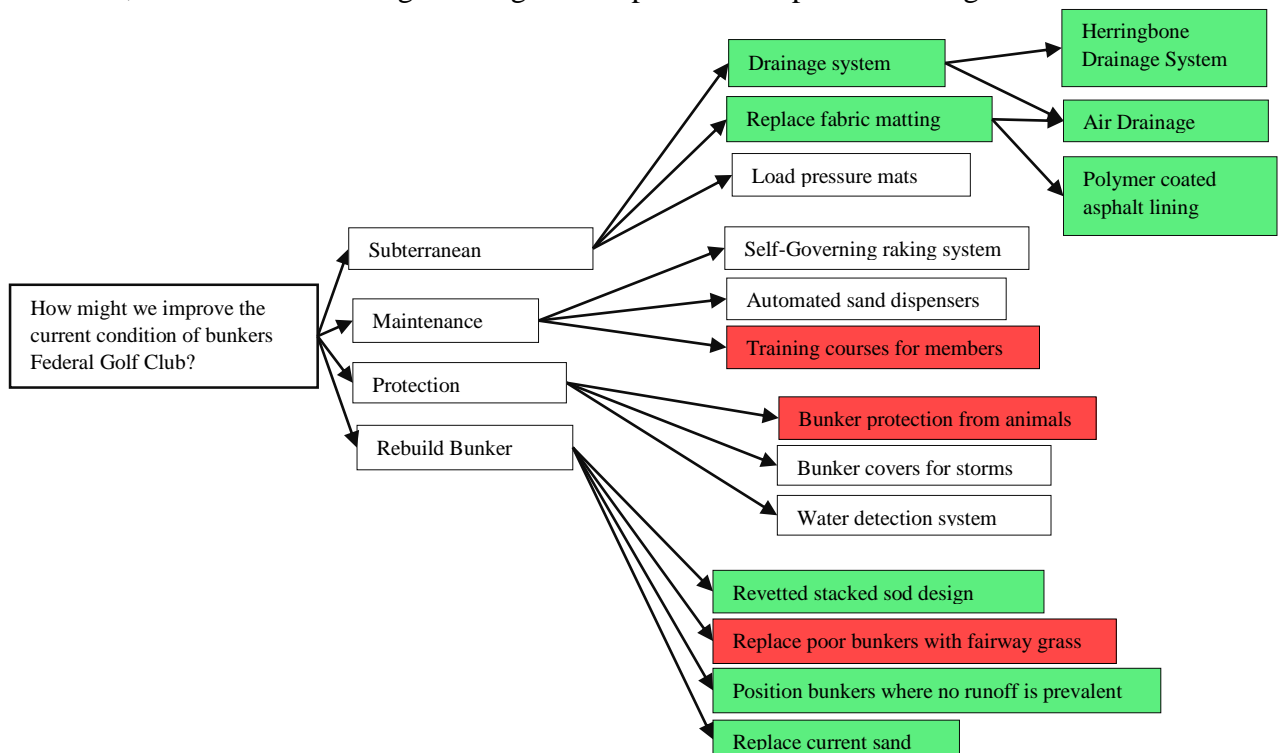 Herringbone
Drainage System
Drainage system
Replace fabric matting
Air Drainage
Load pressure mats
Polymer coated
asphalt lining
Subterranean
Self-Governing raking system
How might we improve the
current condition of bunkers
Federal Golf Club?
Maintenance
Automated sand dispensers
Training courses for members
Protection
Bunker protection from animals
Rebuild Bunker
Bunker covers for storms
Water detection system
Revetted stacked sod design
Replace poor bunkers with fairway grass
Position bunkers where no runoff is prevalent
Replace current sand